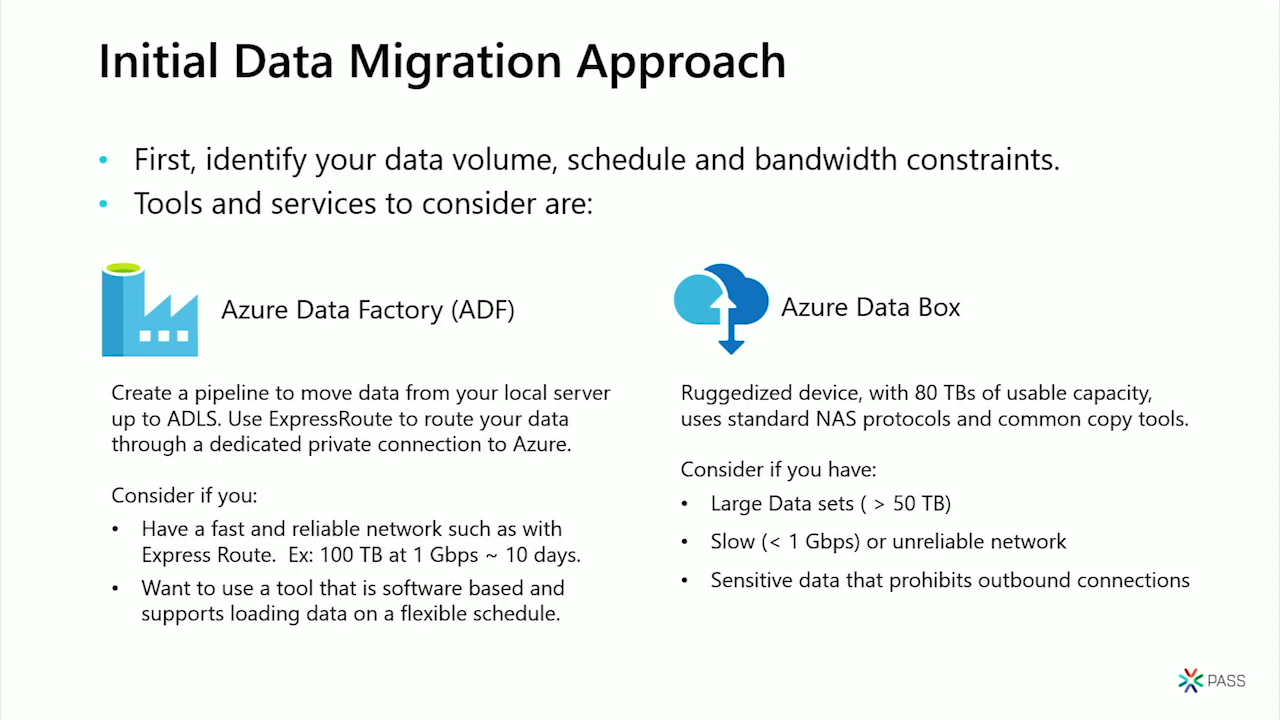 Initial Data Migration Approach
• First, identify your data volume, schedule and bandwidth constraints.
• Tools and services to consider are:
Azure Data Factory (ADF)
Create a pipeline to move data from your local server
up to ADLS. Use ExpressRoute to route your data
through a dedicated private connection to Azure.
Consider if you:
• Have a fast and reliable network such as with
Express Route.  Ex: 100 TB at 1 Gbps ~ 10 days.
• Want to use a tool that is software based and
supports loading data on a flexible schedule.
Azure Data Box
Ruggedized device, with 80 TBs of usable capacity,
uses standard NAS protocols and common copy tools.
Consider if you have:
• Large Data sets ( > 50 TB)
• Slow (< 1 Gbps) or unreliable network
• Sensitive data that prohibits outbound connections
PASS